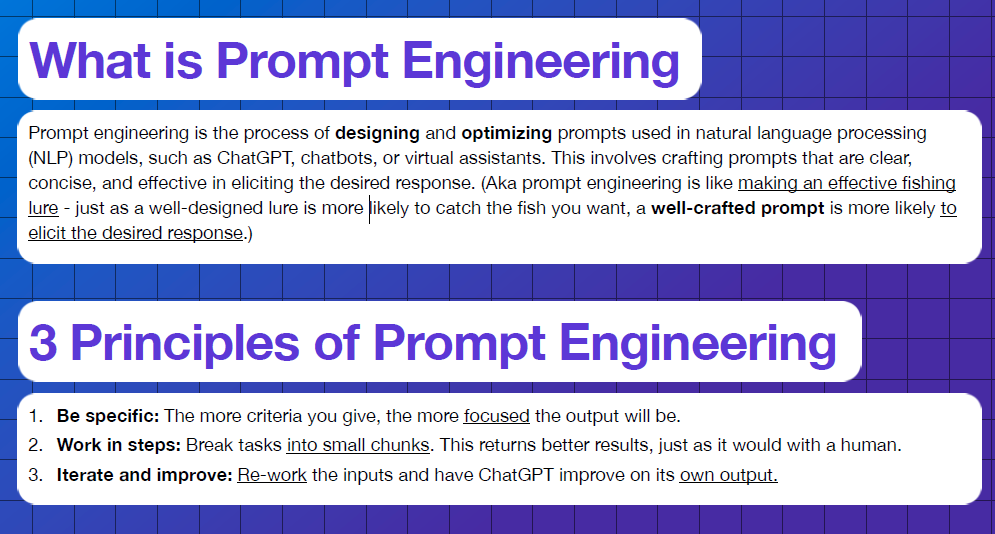 What is Prompt Engineering
Prompt engineering is the process of designing and optimizing prompts used in natural language processing
(NLP) models, such as ChatGPT, chatbots, or virtual assistants. This involves crafting prompts that are clear,
concise, and effective in eliciting the desired response. (Aka prompt engineering is like making an effective fishing
lure - just as a well-designed lure is more likely to catch the fish you want, a well-crafted prompt is more likely to
elicit the desired response.)
3 Principles of Prompt Engineering
1. Be specific: The more criteria you give, the more focused the output will be.
2. Work in steps: Break tasks into small chunks. This returns better results, just as it would with a human.
3. Iterate and improve: Re-work the inputs and have ChatGPT improve on its own output.